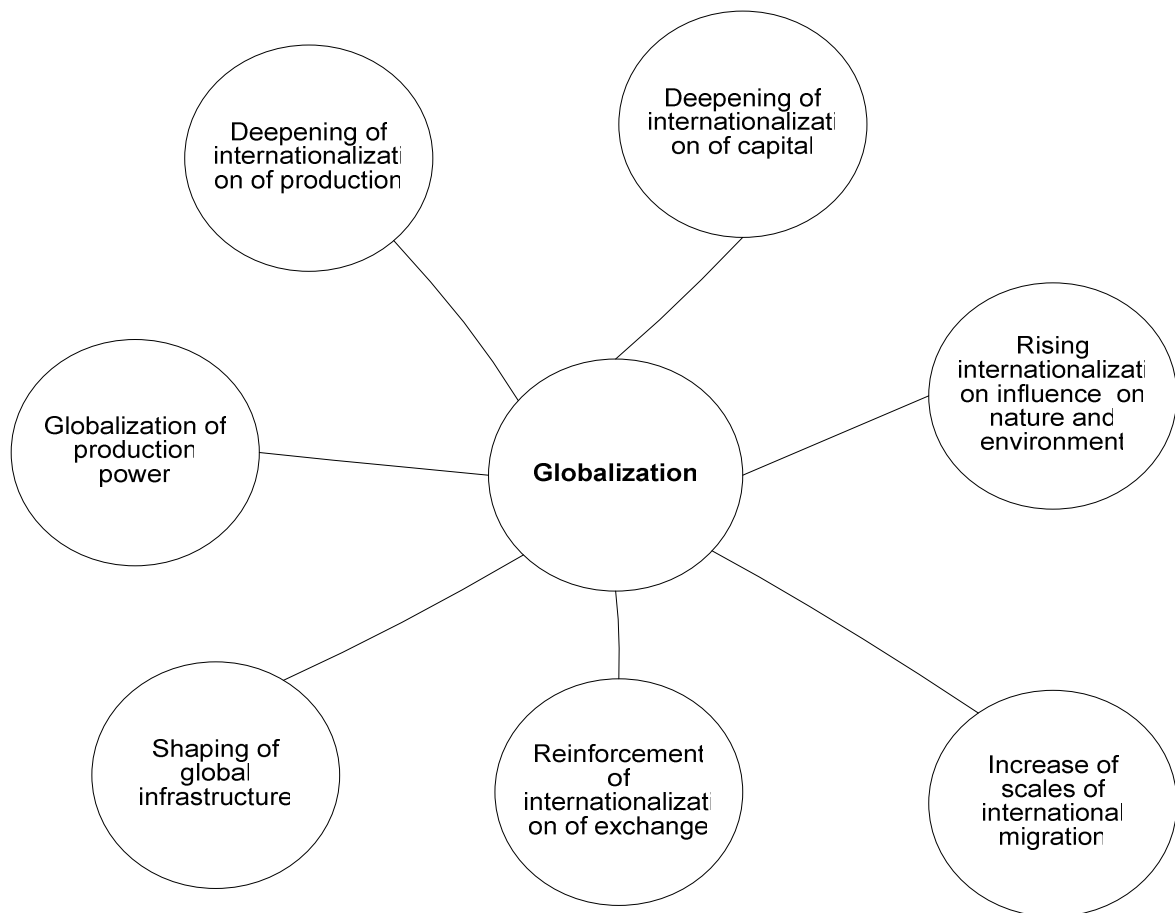 Deepening of
internationalizati
on of production
Deepening of
internationalizati
on of capital
Rising
internationalizati
on influence on
nature and
environment
Globalization of
production
power
Globalization
Shaping of
global
infrastructure
Reinforcement
of
internationalizati
on of exchange
Increase of
scales of
international
migration